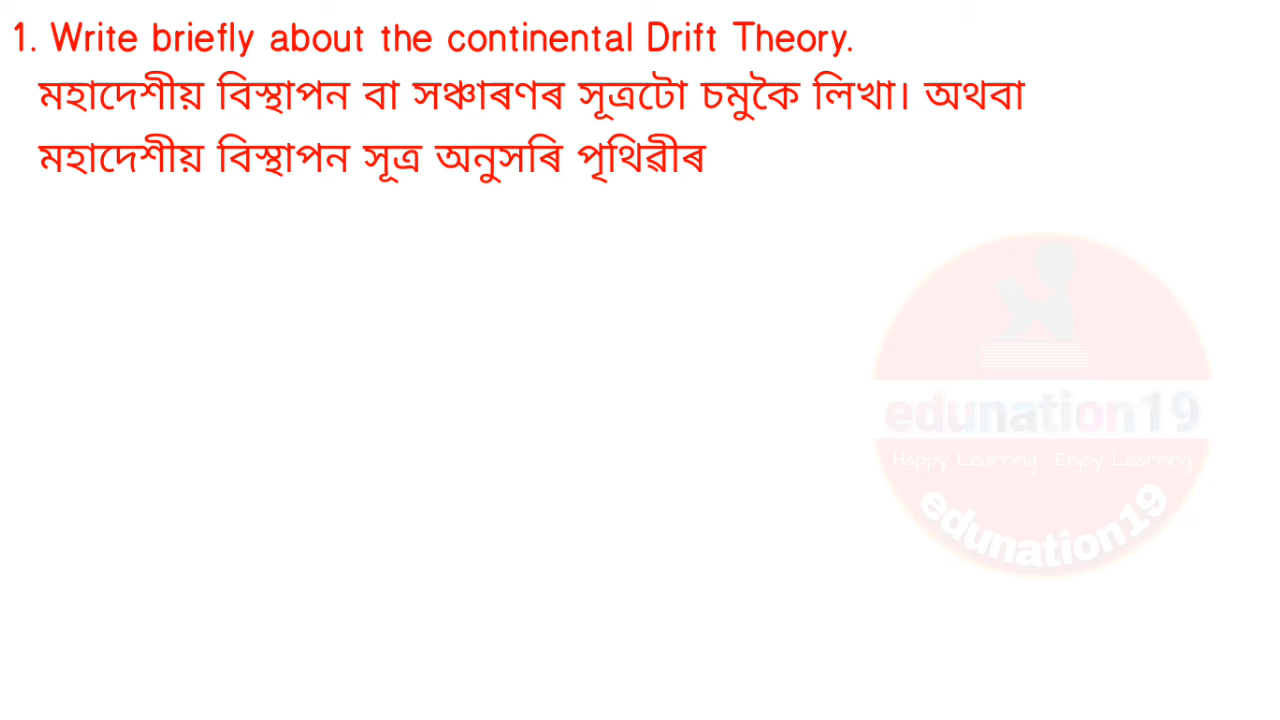 1. Write briefly about the continental Drift Theory.
মহাদেশীয় বিস্থাপন বা সঞ্চাৰণৰ সূত্ৰটো চমুকৈ লিখা। অথবা
মহাদেশীয় বিস্থাপন সূত্ৰ অনুসৰি পৃথিৱীৰ
edunation19
Happy Learning , Enjoy Learning
edunation19